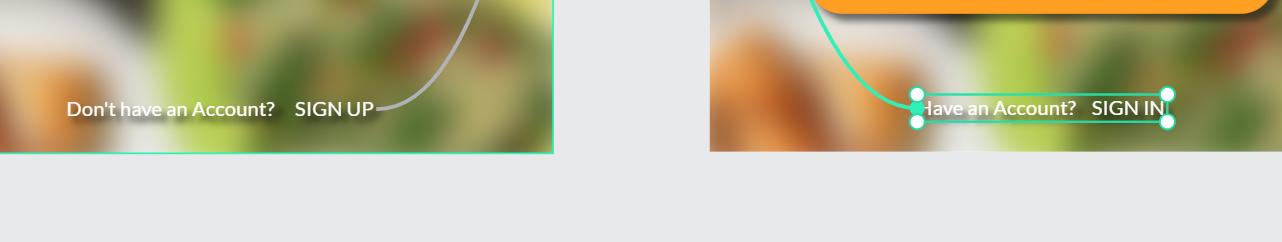 Don't have an Account? SIGN UP
Have an Account? SIGN IN